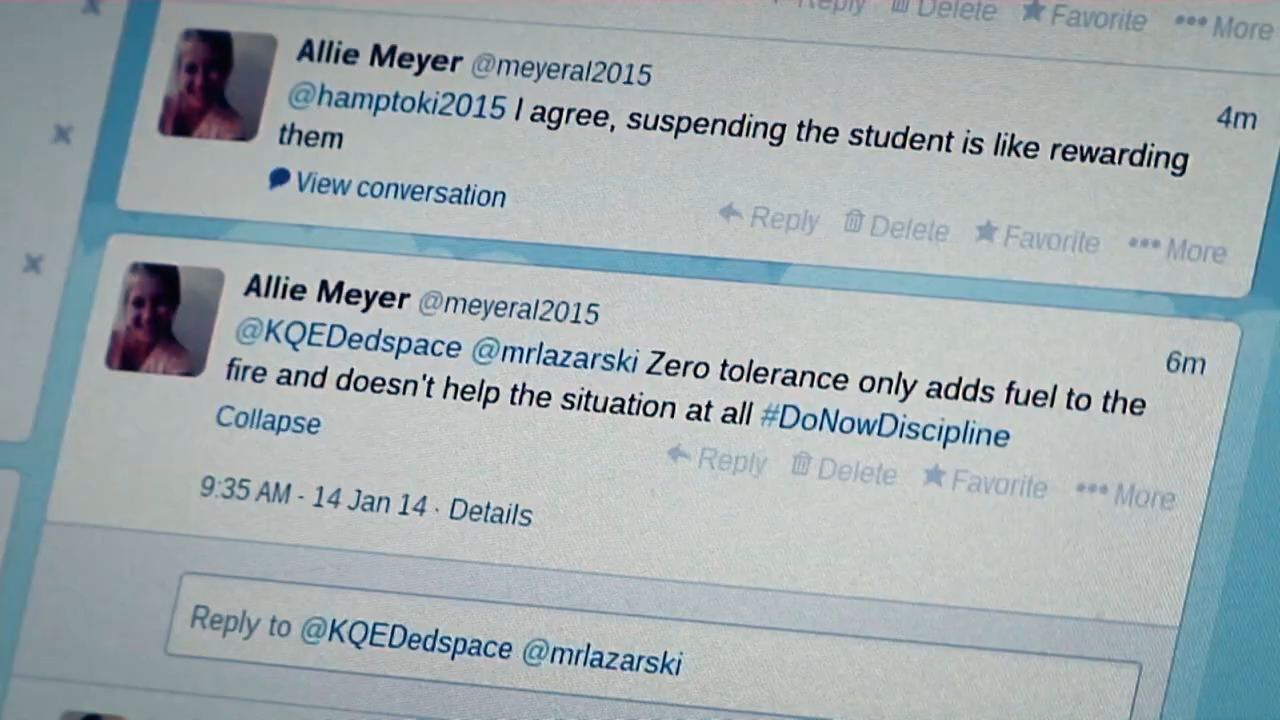 Reply Delete Favorite More
Allie Meyer @meyeral2015
4m
@hamptoki2015 I agree, suspending the student is like rewarding
them
View conversation
Reply Delete Favorite More
Allie Meyer @meyeral2015
6m
@KQEDedspace @mrlazarski Zero tolerance only adds fuel to the
fire and doesn't help the situation at all #DoNowDiscipline
Collapse
Reply Delete Favorite More
9:35 AM - 14 Jan 14 · Details
Reply to @KQEDedspace @mrlazarski